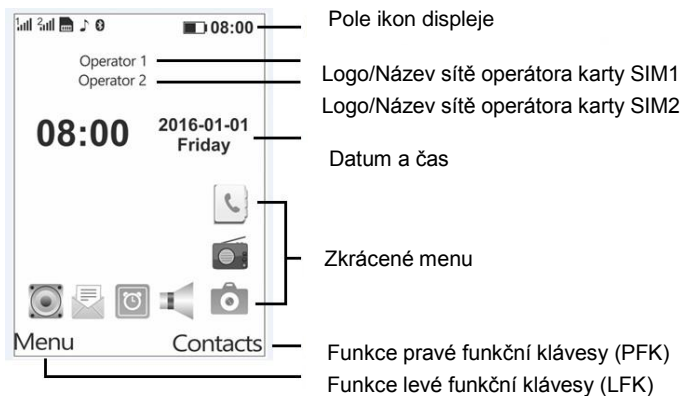 1 2 08:00
Pole ikon displeje
Operator 1
Operator 2
Logo/Název sítě operátora karty SIM1
Logo/Název sítě operátora karty SIM2
08:00
2016-01-01
Friday
Datum a čas
Zkrácené menu
Menu
Contacts
Funkce pravé funkční klávesy (PFK)
Funkce levé funkční klávesy (LFK)